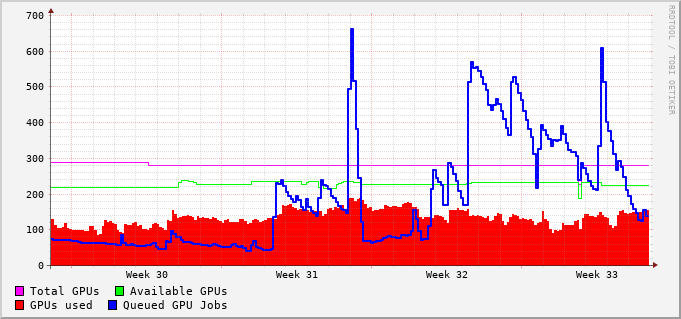 700
600
500
400
300
200
100
0
Week 30 Week 31 Week 32 Week 33
Total GPUs Available GPUs
GPUs used Queued GPU Jobs
RRDTOOL / TOBI OETIKER